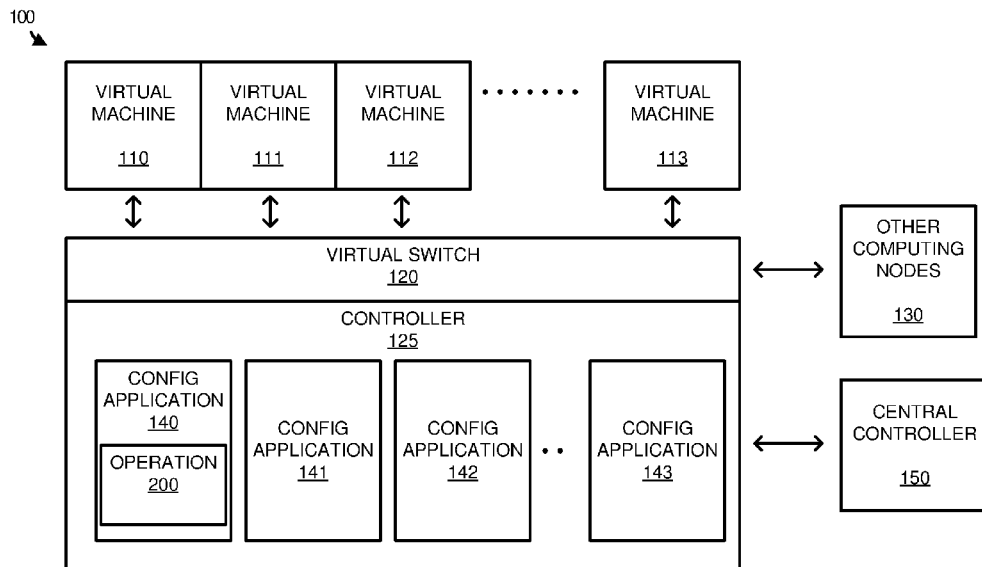 100
VIRTUAL
MACHINE
110
VIRTUAL
MACHINE
111
VIRTUAL
MACHINE
112
VIRTUAL
MACHINE
113
VIRTUAL SWITCH
120
OTHER
COMPUTING
NODES
130
CONTROLLER
125
CONFIG
APPLICATION
140
OPERATION
200
CONFIG
APPLICATION
141
CONFIG
APPLICATION
142
CONFIG
APPLICATION
143
CENTRAL
CONTROLLER
150